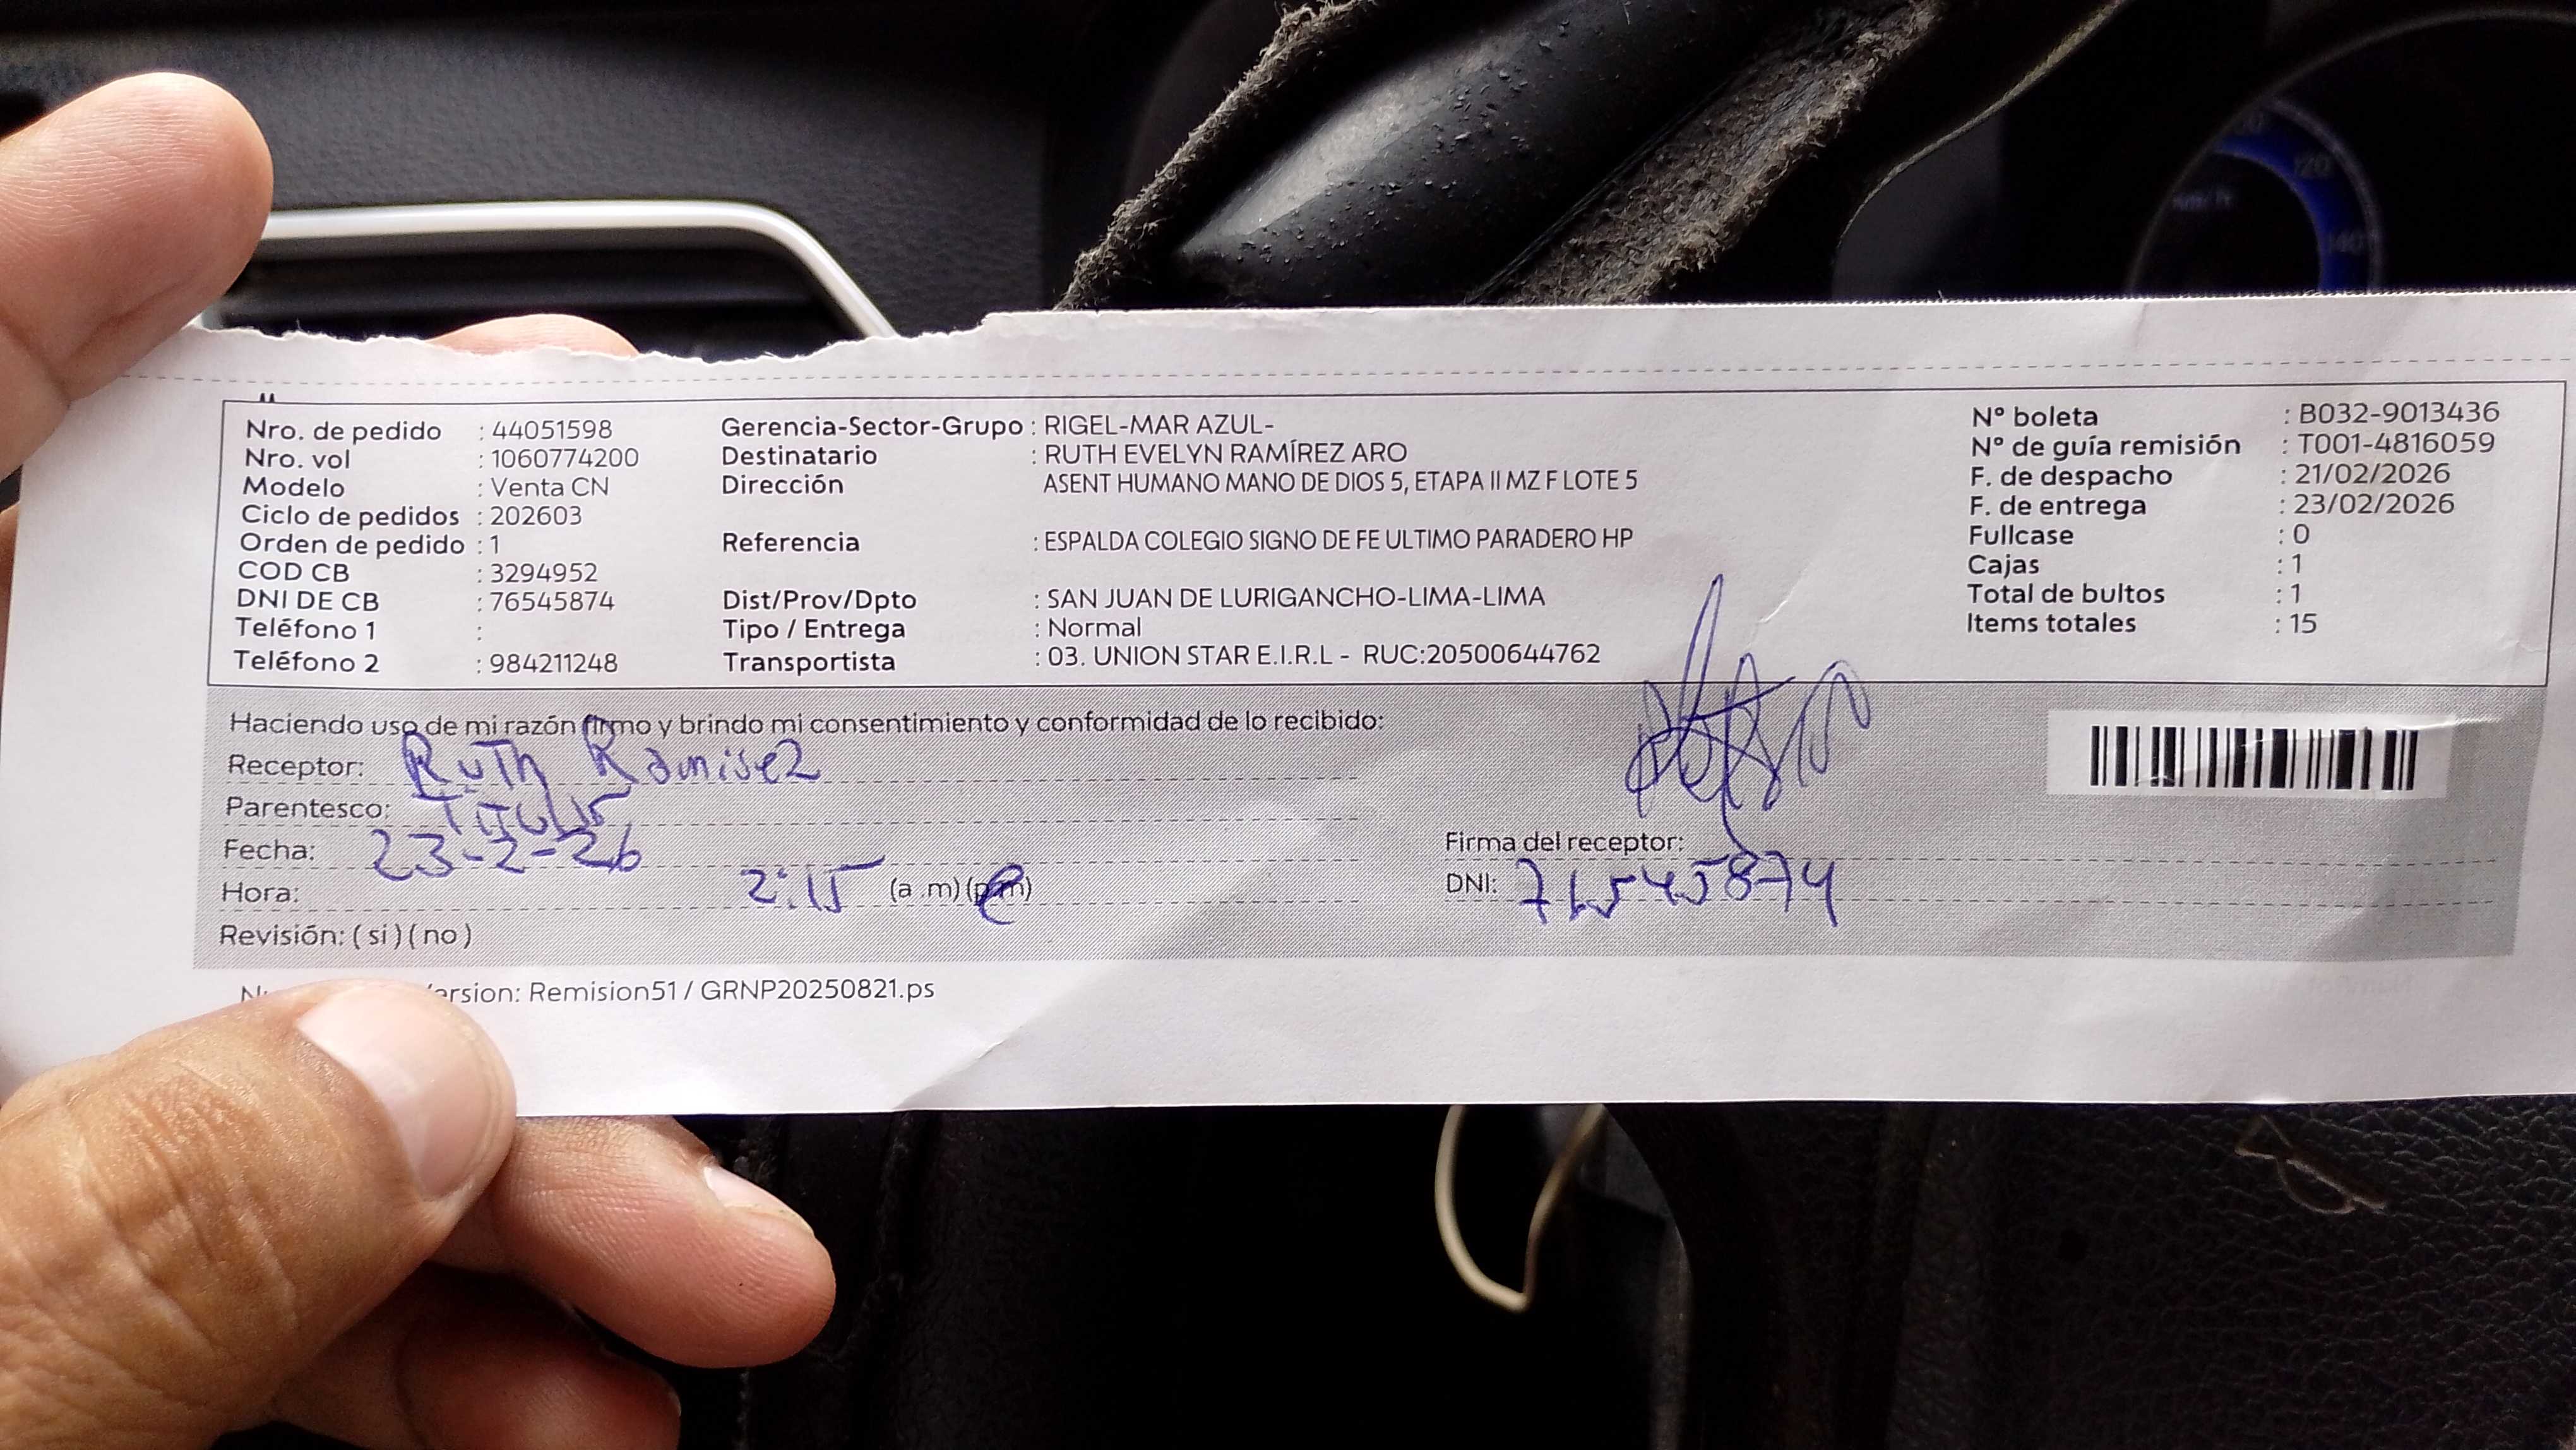 Nro. de pedido : 44051598
Nro. vol : 1060774200
Modelo : Venta CN
Ciclo de pedidos : 202603
Orden de pedido : 1
COD CB : 3294952
DNI DE CB : 76545874
Teléfono 1 :
Teléfono 2 : 984211248
Gerencia-Sector-Grupo : RIGEL-MAR AZUL-
Destinatario : RUTH EVELYN RAMÍREZ ARO
Dirección ASENT HUMANO MANO DE DIOS 5, ETAPA II MZ F LOTE 5
Referencia : ESPALDA COLEGIO SIGNO DE FE ULTIMO PARADERO HP
Dist/Prov/Dpto : SAN JUAN DE LURIGANCHO-LIMA-LIMA
Tipo / Entrega : Normal
Transportista : 03. UNION STAR E.I.R.L - RUC:20500644762
N° boleta : B032-9013436
N° de guía remisión : T001-4816059
F. de despacho : 21/02/2026
F. de entrega : 23/02/2026
Fullcase : 0
Cajas : 1
Total de bultos : 1
Items totales : 15
Haciendo uso de mi razón firmo y brindo mi consentimiento y conformidad de lo recibido:
Receptor: Ruth Ramirez
Parentesco:
Fecha: 23-2-26
Hora: 2:15 (a .m) (p.m)
Revisión: ( si ) ( no )
Firma del receptor:
DNI: 76545874
Remision51 / GRNP20250821.ps
120
140